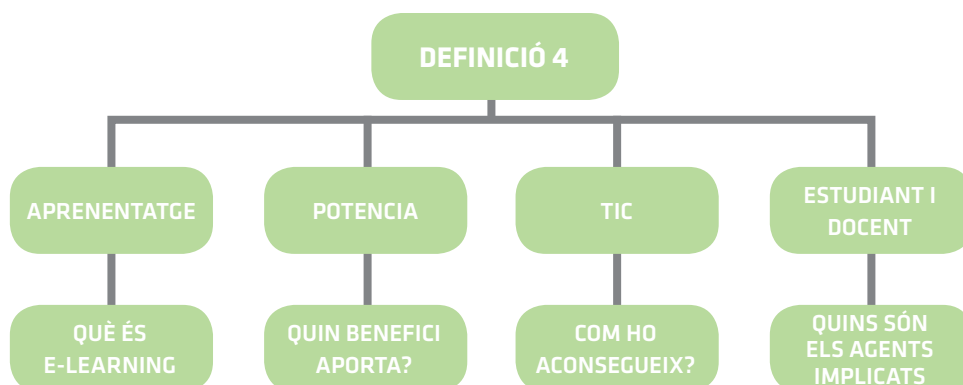 DEFINICIÓ 4
APRENENTATGE
POTENCIA
TIC
ESTUDIANT I
DOCENT
QUÈ ÉS
E-LEARNING
QUIN BENEFICI
APORTA?
COM HO
ACONSEGUEIX?
QUINS SÓN
ELS AGENTS
IMPLICATS